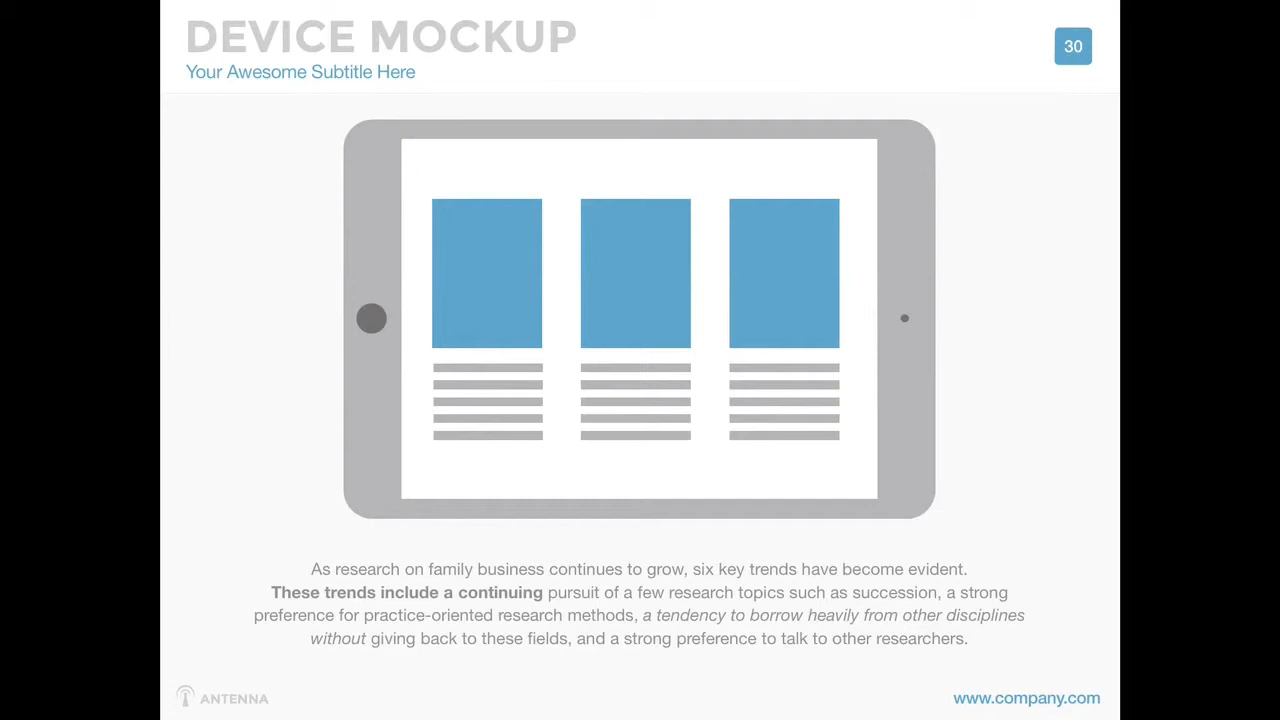 DEVICE MOCKUP
Your Awesome Subtitle Here
30
As research on family business continues to grow, six key trends have become evident.
These trends include a continuing pursuit of a few research topics such as succession, a strong
preference for practice-oriented research methods, a tendency to borrow heavily from other disciplines
without giving back to these fields, and a strong preference to talk to other researchers.
ANTENNA
www.company.com